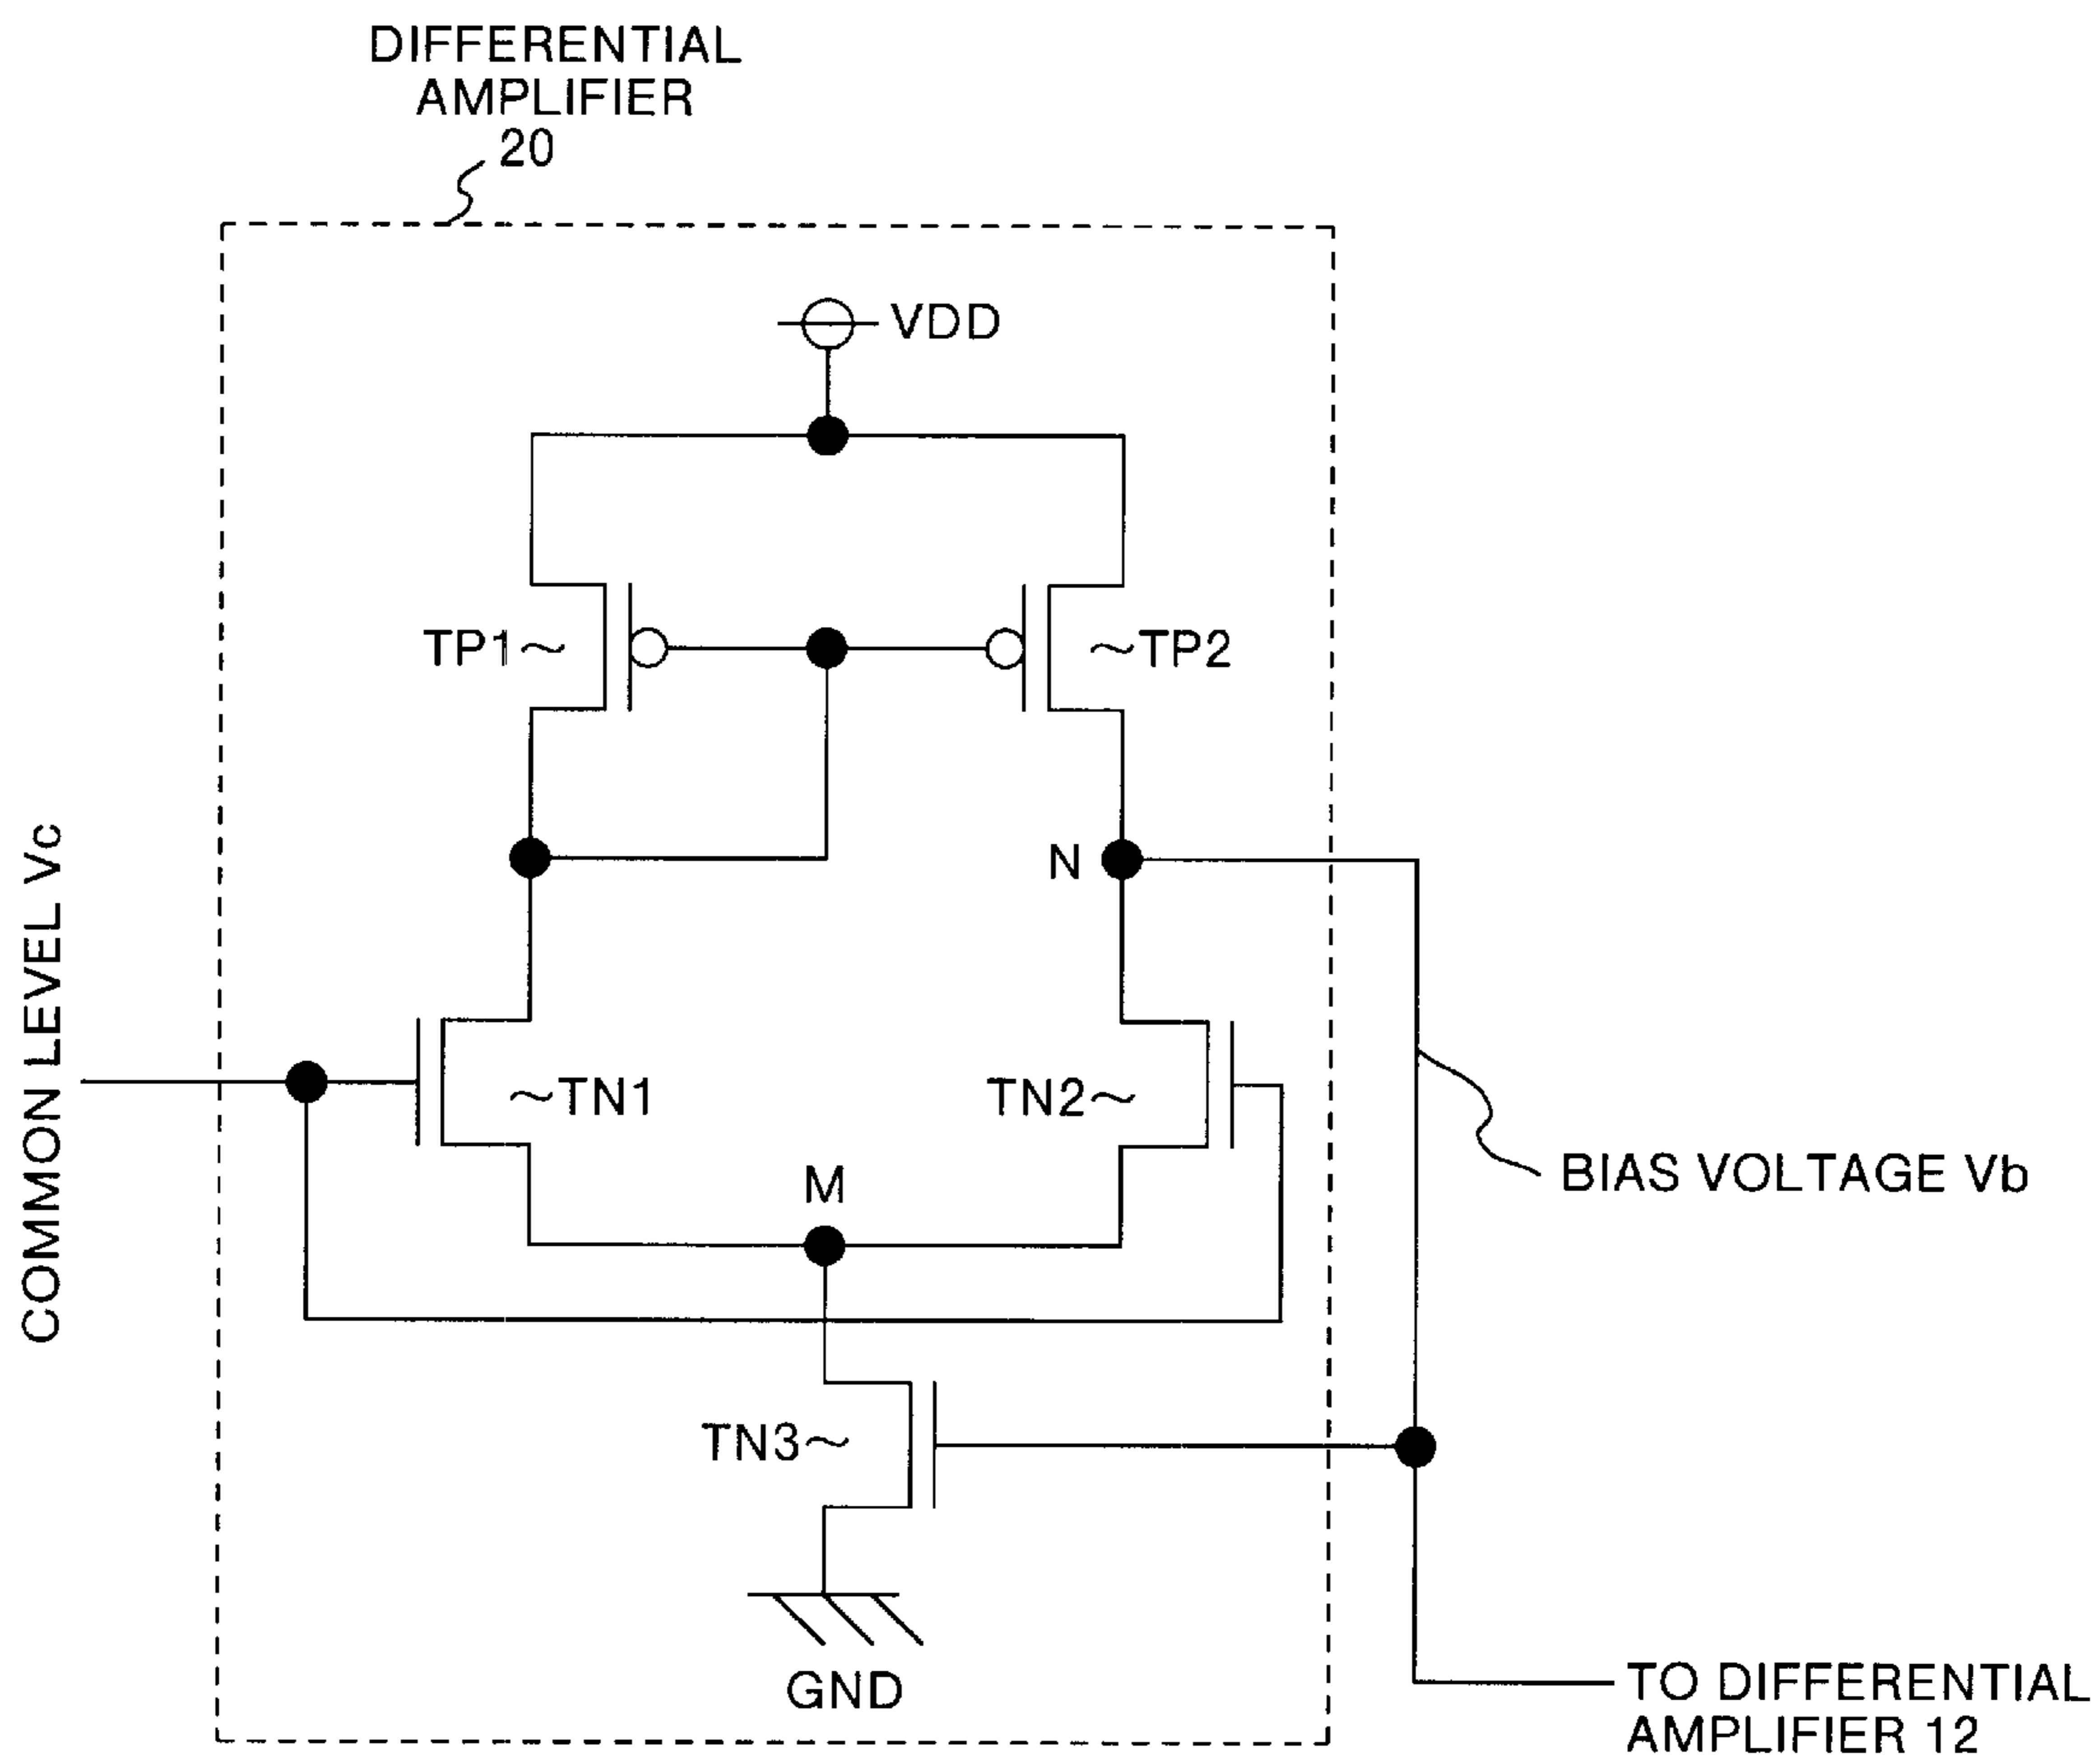 DIFFERENTIAL
AMPLIFIER
20
VDD
TP1
TP2
COMMON LEVEL Vc
N
TN1
TN2
M
BIAS VOLTAGE Vb
TN3
GND
TO DIFFERENTIAL
AMPLIFIER 12